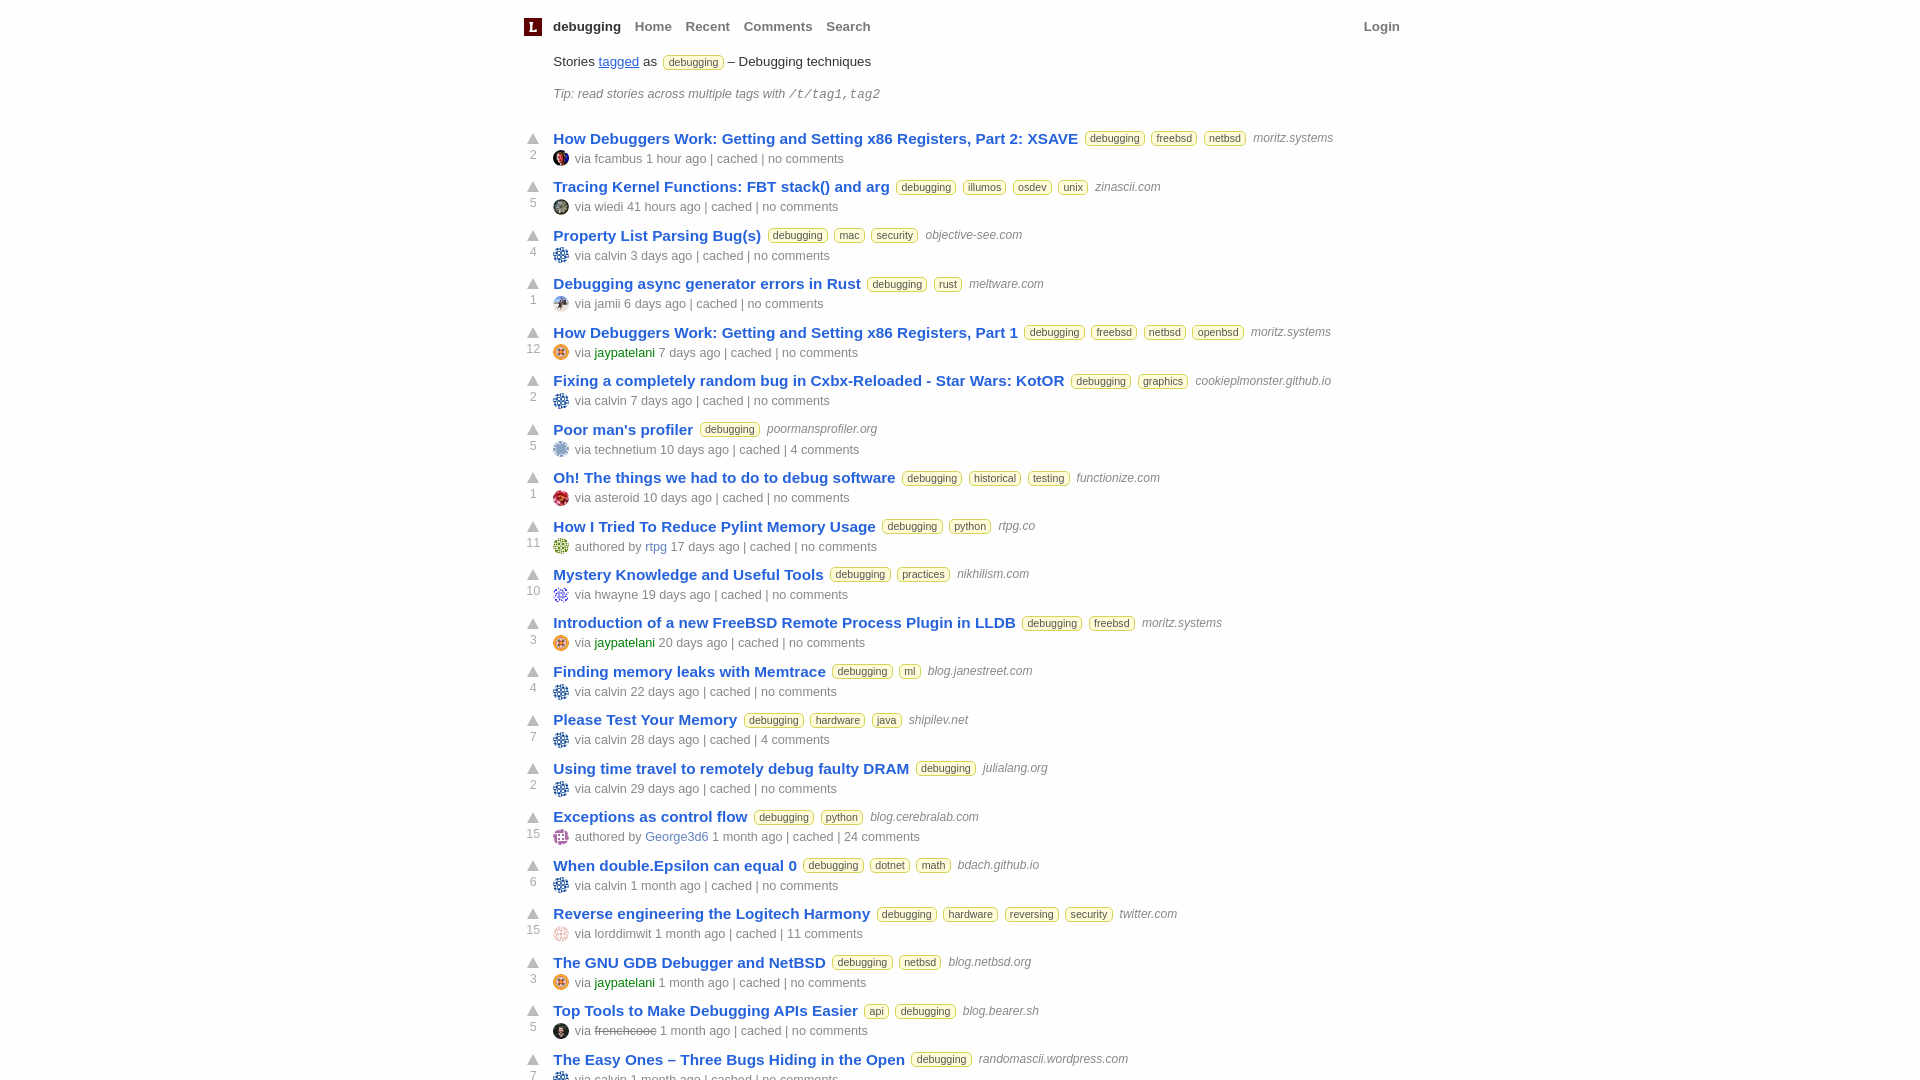 L debugging Home Recent Comments Search Login
Stories tagged as debugging – Debugging techniques
Tip: read stories across multiple tags with /t/tag1,tag2
How Debuggers Work: Getting and Setting x86 Registers, Part 2: XSAVE debugging freebsd netbsd moritz.systems
2 via fcambus 1 hour ago | cached | no comments
Tracing Kernel Functions: FBT stack() and arg debugging illumos osdev unix zinascii.com
5 via wiedi 41 hours ago | cached | no comments
Property List Parsing Bug(s) debugging mac security objective-see.com
4 via calvin 3 days ago | cached | no comments
Debugging async generator errors in Rust debugging rust meltware.com
1 via jamii 6 days ago | cached | no comments
How Debuggers Work: Getting and Setting x86 Registers, Part 1 debugging freebsd netbsd openbsd moritz.systems
12 via jaypatelani 7 days ago | cached | no comments
Fixing a completely random bug in Cxbx-Reloaded - Star Wars: KotOR debugging graphics cookieplmonster.github.io
2 via calvin 7 days ago | cached | no comments
Poor man's profiler debugging poormansprofiler.org
5 via technetium 10 days ago | cached | 4 comments
Oh! The things we had to do to debug software debugging historical testing functionize.com
1 via asteroid 10 days ago | cached | no comments
How I Tried To Reduce Pylint Memory Usage debugging python rtpg.co
11 authored by rtpg 17 days ago | cached | no comments
Mystery Knowledge and Useful Tools debugging practices nikhilism.com
10 via hwayne 19 days ago | cached | no comments
Introduction of a new FreeBSD Remote Process Plugin in LLDB debugging freebsd moritz.systems
3 via jaypatelani 20 days ago | cached | no comments
Finding memory leaks with Memtrace debugging ml blog.janestreet.com
4 via calvin 22 days ago | cached | no comments
Please Test Your Memory debugging hardware java shipilev.net
7 via calvin 28 days ago | cached | 4 comments
Using time travel to remotely debug faulty DRAM debugging julialang.org
2 via calvin 29 days ago | cached | no comments
Exceptions as control flow debugging python blog.cerebralab.com
15 authored by George3d6 1 month ago | cached | 24 comments
When double.Epsilon can equal 0 debugging dotnet math bdach.github.io
6 via calvin 1 month ago | cached | no comments
Reverse engineering the Logitech Harmony debugging hardware reversing security twitter.com
15 via lorddimwit 1 month ago | cached | 11 comments
The GNU GDB Debugger and NetBSD debugging netbsd blog.netbsd.org
3 via jaypatelani 1 month ago | cached | no comments
Top Tools to Make Debugging APIs Easier api debugging blog.bearer.sh
5 via frenchcooc 1 month ago | cached | no comments
The Easy Ones – Three Bugs Hiding in the Open debugging randomascii.wordpress.com
7 via calvin 1 month ago | cached | no comments